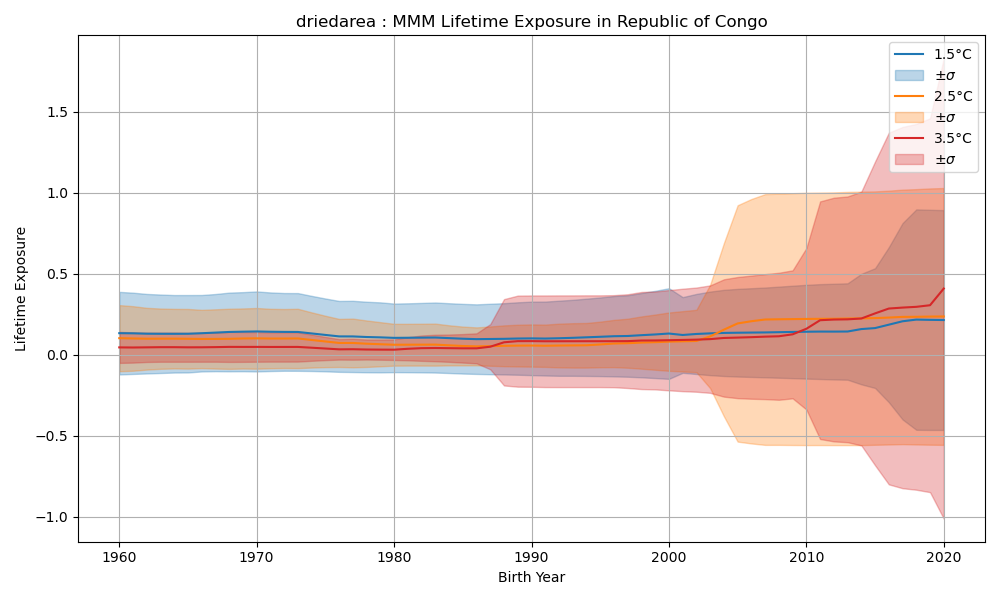 driedarea : MMM Lifetime Exposure in Republic of Congo
1.5°C
±σ
2.5°C
±σ
3.5°C
±σ
Lifetime Exposure
1.5
1.0
0.5
0.0
−0.5
−1.0
1960 1970 1980 1990 2000 2010 2020
Birth Year